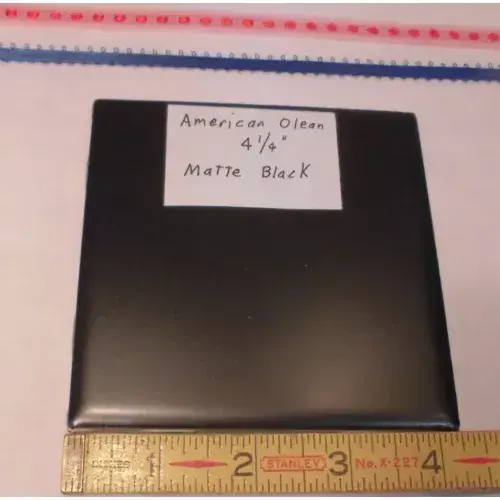 American Olean
4 1/4"
Matte Black
2 STANLEY 3 No. X-227 4